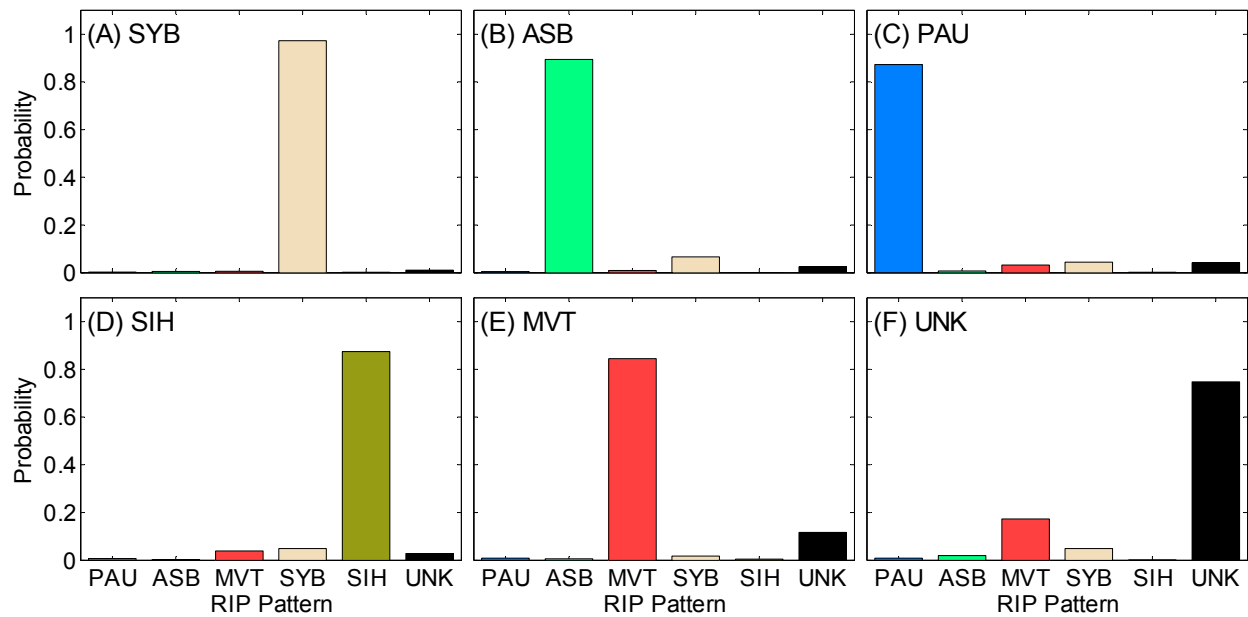 (A) SYB
(B) ASB
(C) PAU
Probability
1
0.8
0.6
0.4
0.2
0
(D) SIH
(E) MVT
(F) UNK
Probability
1
0.8
0.6
0.4
0.2
0
PAU ASB MVT SYB SIH UNK
PAU ASB MVT SYB SIH UNK
PAU ASB MVT SYB SIH UNK
RIP Pattern
RIP Pattern
RIP Pattern